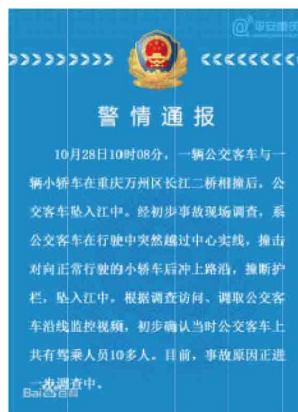 @平安重庆
警情通报
10月28日10时08分，一辆公交客车与一
辆小轿车在重庆万州区长江二桥相撞后，公
交客车坠入江中。经初步事故现场调查，系
公交客车在行驶中突然越过中心实线，撞击
对向正常行驶的小轿车后冲上路沿，撞断护
栏，坠入江中。根据调查访问、调取公交客
车沿线监控视频，初步确认当时公交客车上
共有驾乘人员10多人。目前，事故原因正进
一步调查中。
Bai百科